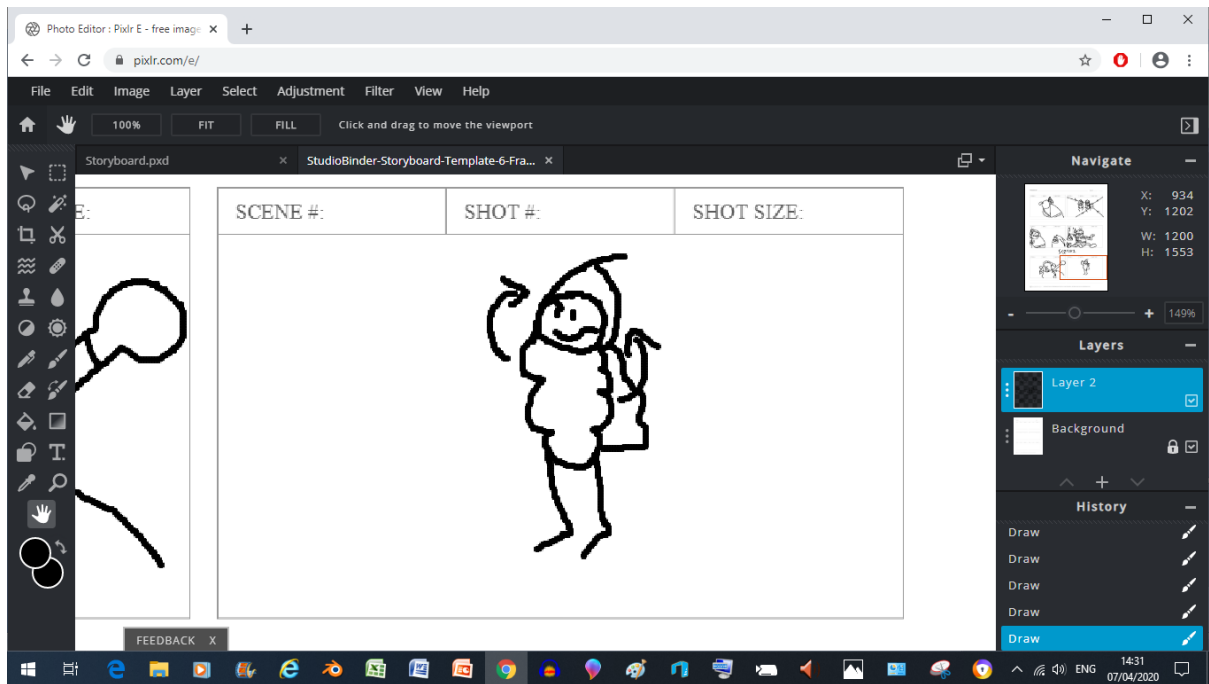 Photo Editor : Pixlr E - free image
pixlr.com/e/
File Edit Image Layer Select Adjustment Filter View Help
100% FIT FILL Click and drag to move the viewport
Storyboard.pxd × StudioBinder-Storyboard-Template-6-Fra... ×
Navigate
X: 934
Y: 1202
W: 1200
H: 1553
149%
E:
SCENE #: SHOT #: SHOT SIZE:
Layers
Layer 2
Background
History
Draw
Draw
Draw
Draw
Draw
FEEDBACK X
ENG
14:31
07/04/2020